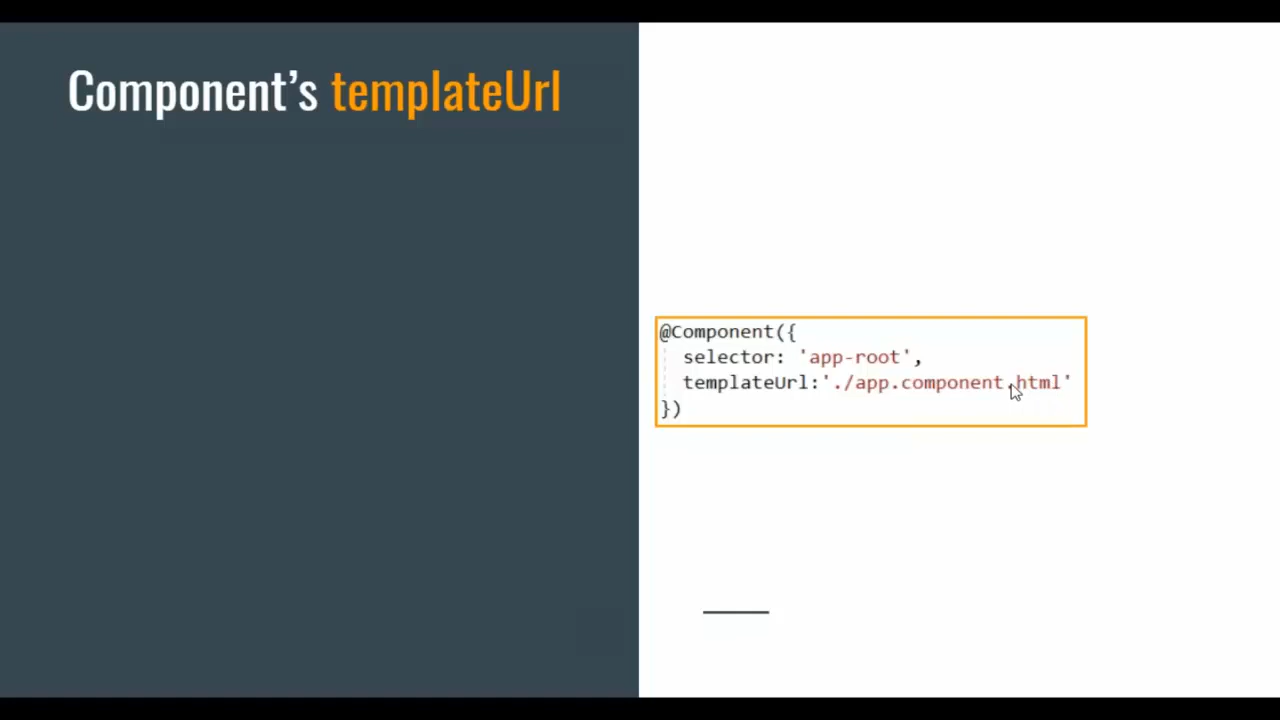 Component’s templateUrl
@Component({
selector: 'app-root',
templateUrl:'./app.component.html'
})